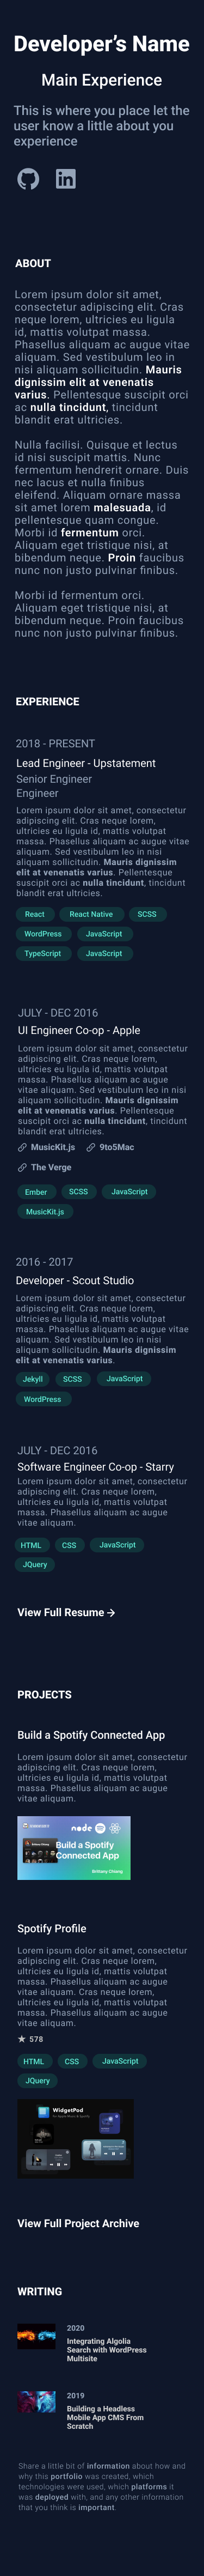 Developer's Name
Main Experience
This is where you place let the
user know a little about you
experience
ABOUT
Lorem ipsum dolor sit amet,
consectetur adipiscing elit. Cras
neque lorem, ultricies eu ligula
id, mattis volutpat massa.
Phasellus aliquam ac augue vitae
aliquam. Sed vestibulum leo in
nisi aliquam sollicitudin. Mauris
dignissim elit at venenatis
varius. Pellentesque suscipit orci
ac nulla tincidunt, tincidunt
blandit erat ultricies.
Nulla facilisi. Quisque et lectus
id nisi suscipit mattis. Nunc
fermentum hendrerit ornare. Duis
nec lacus et nulla finibus
eleifend. Aliquam ornare massa
sit amet lorem malesuada, id
pellentesque quam congue.
Morbi id fermentum orci.
Aliquam eget tristique nisi, at
bibendum neque. Proin faucibus
nunc non justo pulvinar finibus.
Morbi id fermentum orci.
Aliquam eget tristique nisi, at
bibendum neque. Proin faucibus
nunc non justo pulvinar finibus.
EXPERIENCE
2018 - PRESENT
Lead Engineer - Upstatement
Senior Engineer
Engineer
Lorem ipsum dolor sit amet, consectetur
adipiscing elit. Cras neque lorem,
ultricies eu ligula id, mattis volutpat
massa. Phasellus aliquam ac augue vitae
aliquam. Sed vestibulum leo in nisi
aliquam sollicitudin. Mauris dignissim
elit at venenatis varius. Pellentesque
suscipit orci ac nulla tincidunt, tincidunt
blandit erat ultricies.
React React Native SCSS
WordPress JavaScript
TypeScript JavaScript
JULY - DEC 2016
UI Engineer Co-op - Apple
Lorem ipsum dolor sit amet, consectetur
adipiscing elit. Cras neque lorem,
ultricies eu ligula id, mattis volutpat
massa. Phasellus aliquam ac augue
vitae aliquam. Sed vestibulum leo in nisi
aliquam sollicitudin. Mauris dignissim
elit at venenatis varius. Pellentesque
suscipit orci ac nulla tincidunt, tincidunt
blandit erat ultricies.
MusicKit.js 9to5Mac
The Verge
Ember SCSS JavaScript
MusicKit.js
2016 - 2017
Developer - Scout Studio
Lorem ipsum dolor sit amet, consectetur
adipiscing elit. Cras neque lorem,
ultricies eu ligula id, mattis volutpat
massa. Phasellus aliquam ac augue vitae
aliquam. Sed vestibulum leo in nisi
aliquam sollicitudin. Mauris dignissim
elit at venenatis varius.
Jekyll SCSS JavaScript
WordPress
JULY - DEC 2016
Software Engineer Co-op - Starry
Lorem ipsum dolor sit amet, consectetur
adipiscing elit. Cras neque lorem,
ultricies eu ligula id, mattis volutpat
massa. Phasellus aliquam ac augue
vitae aliquam.
HTML CSS JavaScript
JQuery
View Full Resume →
PROJECTS
Build a Spotify Connected App
Lorem ipsum dolor sit amet, consectetur
adipiscing elit. Cras neque lorem,
ultricies eu ligula id, mattis volutpat
massa. Phasellus aliquam ac augue
vitae aliquam.
node
Build a Spotify
Connected App
Brittany Chiang
Spotify Profile
Lorem ipsum dolor sit amet, consectetur
adipiscing elit. Cras neque lorem,
ultricies eu ligula id, mattis volutpat
massa. Phasellus aliquam ac augue
vitae aliquam. Cras neque lorem,
ultricies eu ligula id, mattis volutpat
massa. Phasellus aliquam ac augue
vitae aliquam.
★ 578
HTML CSS JavaScript
JQuery
WidgetPod
View Full Project Archive
WRITING
2020
Integrating Algolia
Search with WordPress
Multisite
2019
Building a Headless
Mobile App CMS From
Scratch
Share a little bit of information about how and
why this portfolio was created, which
technologies were used, which platforms it
was deployed with, and any other information
that you think is important.